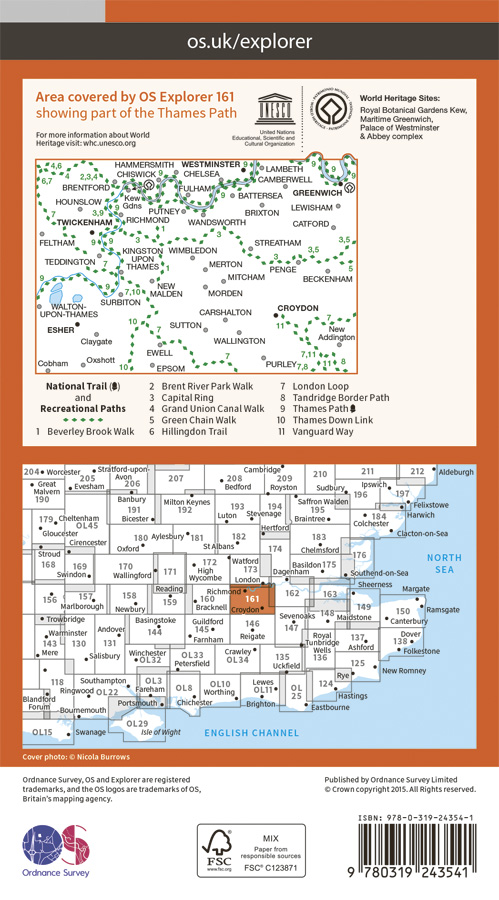 os.uk/explorer
Area covered by OS Explorer 161
showing part of the Thames Path
For more information about World
Heritage visit: whc.unesco.org
UNESCO
United Nations
Educational, Scientific and
Cultural Organization
World Heritage Sites:
Royal Botanical Gardens Kew,
Maritime Greenwich,
Palace of Westminster
& Abbey complex
4,6
6,7
2,3,4
HAMMERSMITH
WESTMINSTER
9
CHISWICK
CHELSEA
LAMBETH
BRENTFORD
CAMBERWELL
Kew
Gdns
FULHAM
GREENWICH
HOUNSLOW
BATTERSEA
PUTNEY
BRIXTON
LEWISHAM
3,9
RICHMOND
WANDSWORTH
TWICKENHAM
CATFORD
FELTHAM
STREATHAM
3,5
KINGSTON
UPON
THAMES
WIMBLEDON
3,5
TEDDINGTON
MERTON
PENGE
BECKENHAM
MITCHAM
NEW
MALDEN
MORDEN
7,10
SURBITON
WALTON-
UPON-THAMES
CARSHALTON
CROYDON
ESHER
10
SUTTON
11
New
Addington
Claygate
WALLINGTON
EWELL
7,11
Cobham
Oxshott
EPSOM
PURLEY
7,8
11
8
National Trail
and
Recreational Paths
1 Beverley Brook Walk
2 Brent River Park Walk
3 Capital Ring
4 Grand Union Canal Walk
5 Green Chain Walk
6 Hillingdon Trail
7 London Loop
8 Tandridge Border Path
9 Thames Path
10 Thames Down Link
11 Vanguard Way
204 Worcester
Stratford-upon-
Avon
Cambridge
211
212
Aldeburgh
205
206
207
208
209
210
Great
Malvern
190
Evesham
Bedford
Royston
Sudbury
Ipswich
196
197
Banbury
191
Milton Keynes
192
193
194
Saffron Walden
195
Felixstowe
Harwich
179
Cheltenham
OL45
Bicester
Luton
Stevenage
Braintree
184
Colchester
Gloucester
Hertford
Clacton-on-Sea
Cirencester
180
Oxford
Aylesbury
181
182
St Albans
174
183
Chelmsford
176
Stroud
168
169
Swindon
170
Wallingford
171
172
High
Wycombe
Watford
173
London
Basildon
175
Dagenham
Southend-on-Sea
NORTH
SEA
156
157
Marlborough
158
Newbury
Reading
159
160
Bracknell
Richmond
161
Croydon
162
163
Sheerness
149
Margate
150
Canterbury
Ramsgate
Trowbridge
Basingstoke
144
Guildford
145
Farnham
146
Reigate
Sevenoaks
147
148
Maidstone
Warminster
143
Mere
130
Salisbury
Andover
131
Winchester
OL32
OL33
Petersfield
Crawley
OL34
135
Uckfield
Royal
Tunbridge
Wells
136
137
Ashford
Dover
138
Folkestone
118
Ringwood
Southampton
OL22
OL3
Fareham
OL8
OL10
Worthing
Lewes
OL11
OL
25
Rye
124
125
New Romney
Hastings
Blandford
Forum
Bournemouth
Portsmouth
Chichester
Brighton
Eastbourne
OL15
Swanage
OL29
Isle of Wight
ENGLISH CHANNEL
Cover photo: © Nicola Burrows
Ordnance Survey, OS and Explorer are registered
trademarks, and the OS logos are trademarks of OS,
Britain's mapping agency.
Published by Ordnance Survey Limited
© Crown copyright 2015. All Rights reserved.
OS
Ordnance Survey
FSC
www.fsc.org
MIX
Paper from
responsible sources
FSC® C123871
ISBN: 978-0-319-24354-1
9 780319 243541